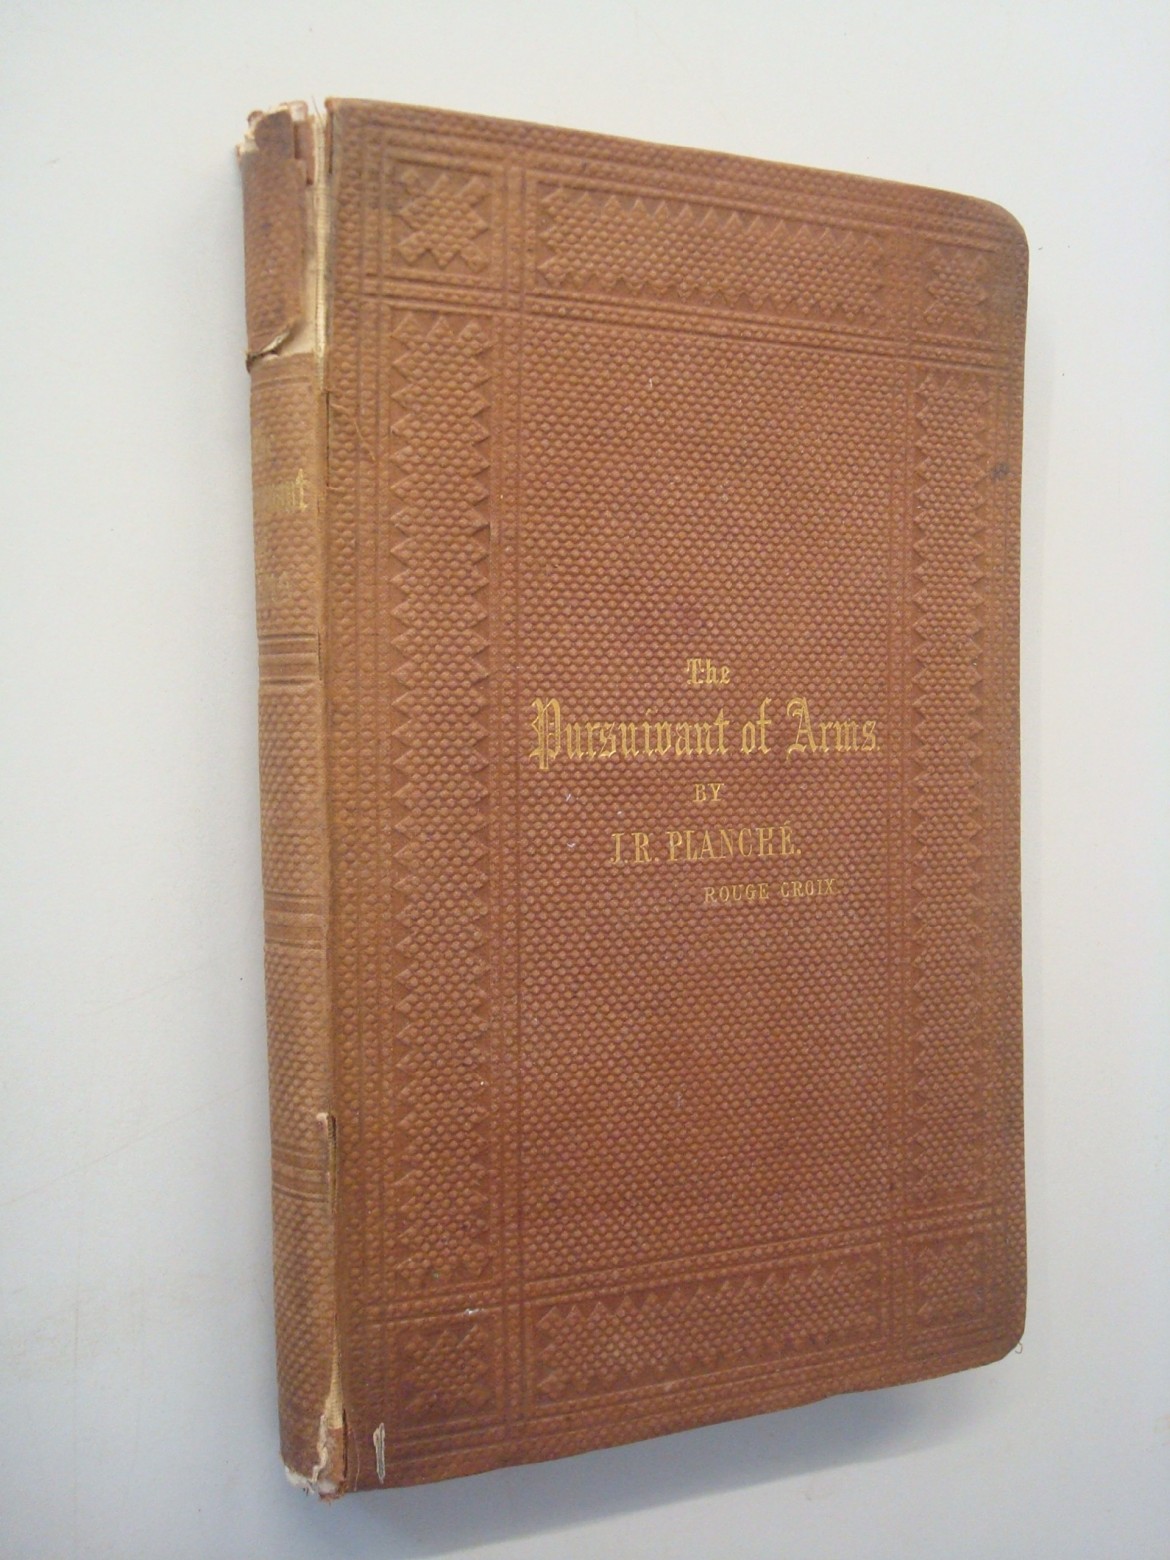 The
Pursuivant of Arms.
BY
J.R. PLANCHÉ.
ROUGE CROIX.